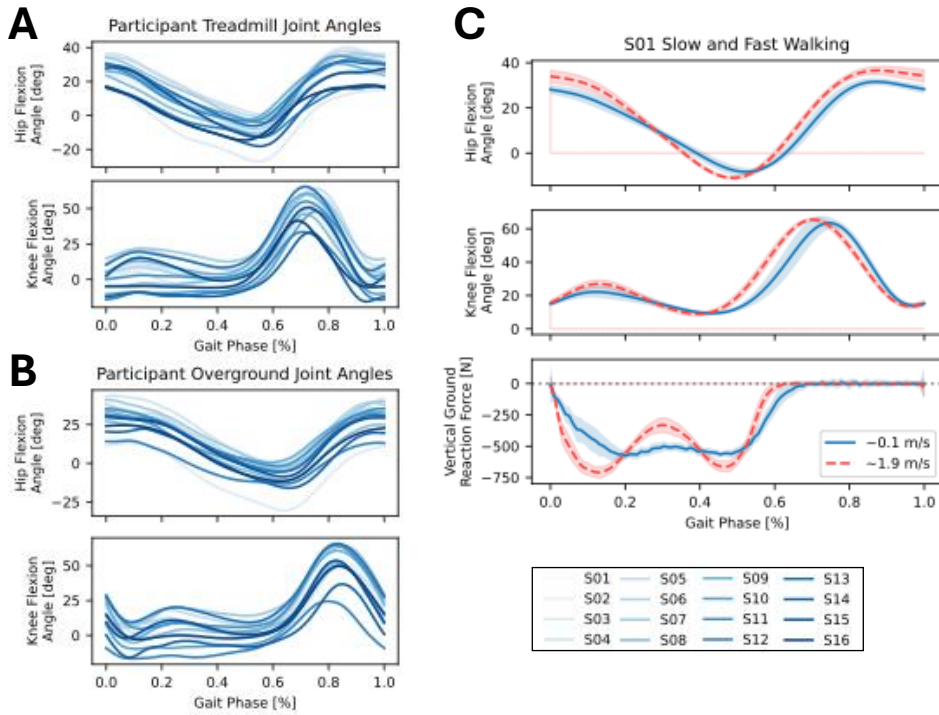 A
Participant Treadmill Joint Angles
Hip Flexion
Angle [deg]
40
20
0
−20
Knee Flexion
Angle [deg]
50
25
0
0.0 0.2 0.4 0.6 0.8 1.0
Gait Phase [%]
B
Participant Overground Joint Angles
Hip Flexion
Angle [deg]
25
0
−25
Knee Flexion
Angle [deg]
50
25
0
0.0 0.2 0.4 0.6 0.8 1.0
Gait Phase [%]
C
S01 Slow and Fast Walking
Hip Flexion
Angle [deg]
40
20
0
Knee Flexion
Angle [deg]
60
40
20
0
Vertical Ground
Reaction Force [N]
0
−250
−500
−750
~0.1 m/s
~1.9 m/s
0.0 0.2 0.4 0.6 0.8 1.0
Gait Phase [%]
S01 S05 S09 S13
S02 S06 S10 S14
S03 S07 S11 S15
S04 S08 S12 S16